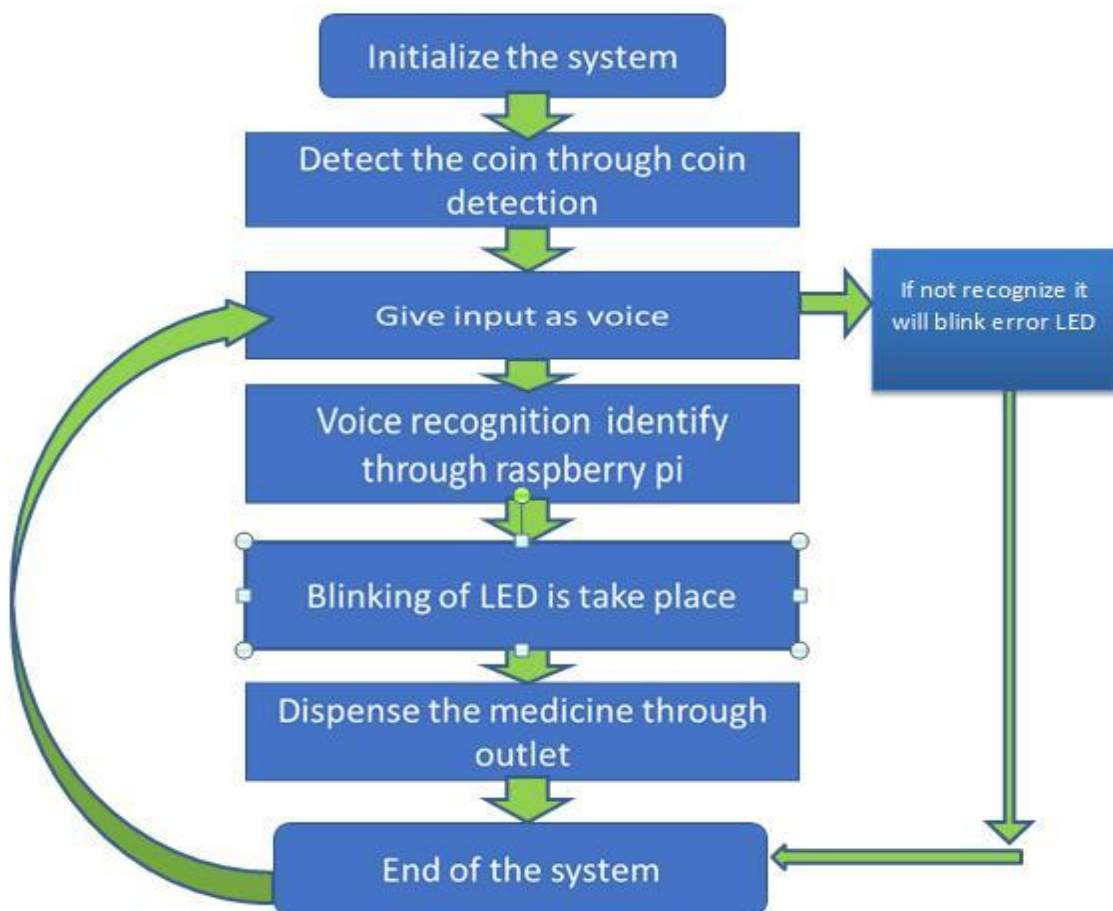 Initialize the system
Detect the coin through coin
detection
Give input as voice
If not recognize it
will blink error LED
Voice recognition identify
through raspberry pi
Blinking of LED is take place
Dispense the medicine through
outlet
End of the system